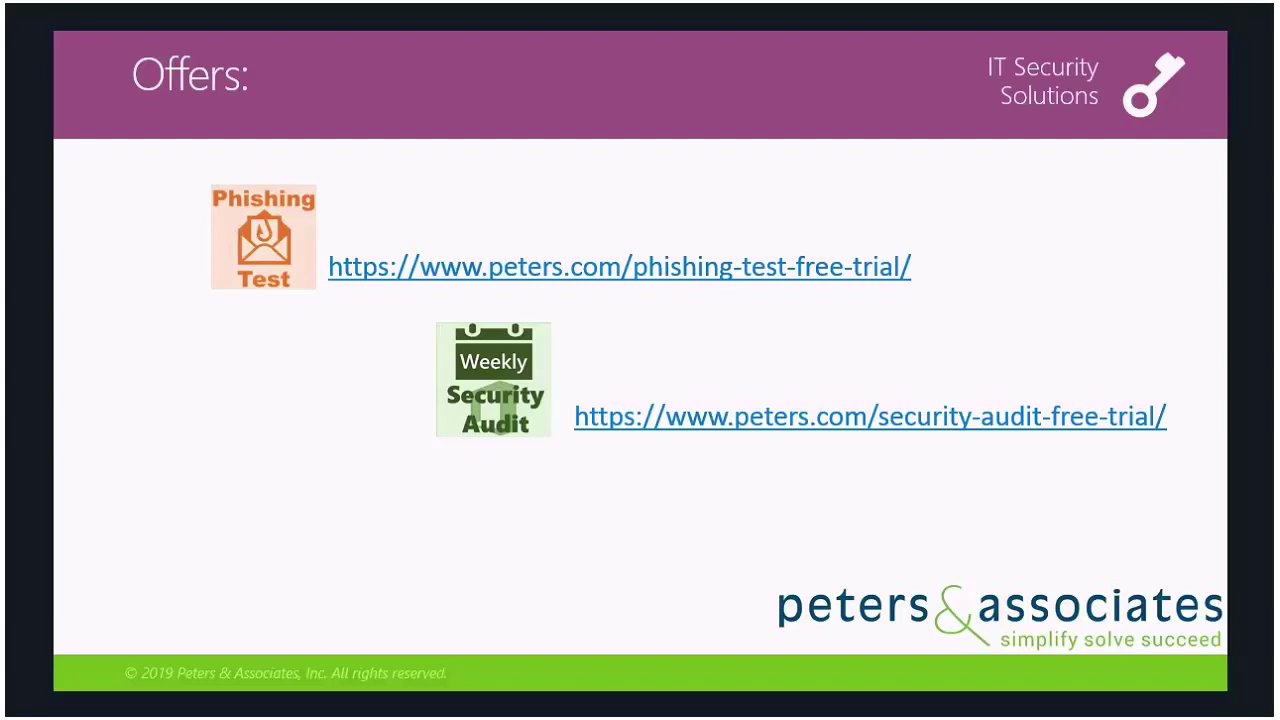 Offers:
IT Security
Solutions
Phishing
Test
https://www.peters.com/phishing-test-free-trial/
Weekly
Security
Audit
https://www.peters.com/security-audit-free-trial/
peters & associates
simplify solve succeed
© 2019 Peters & Associates, Inc. All rights reserved.